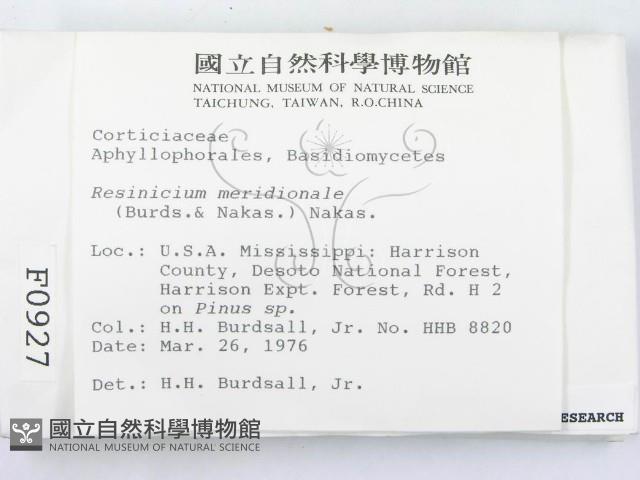 國立自然科學博物館
NATIONAL MUSEUM OF NATURAL SCIENCE
TAICHUNG, TAIWAN, R.O.CHINA
Corticiaceae
Aphyllophorales, Basidiomycetes
Resinicium meridionale
(Burds.& Nakas.) Nakas.
Loc.: U.S.A. Mississippi: Harrison
County, Desoto National Forest,
Harrison Expt. Forest, Rd. H 2
on Pinus sp.
Col.: H.H. Burdsall, Jr. No. HHB 8820
Date: Mar. 26, 1976
Det.: H.H. Burdsall, Jr.
F0927
ESEARCH
國立自然科學博物館
NATIONAL MUSEUM OF NATURAL SCIENCE